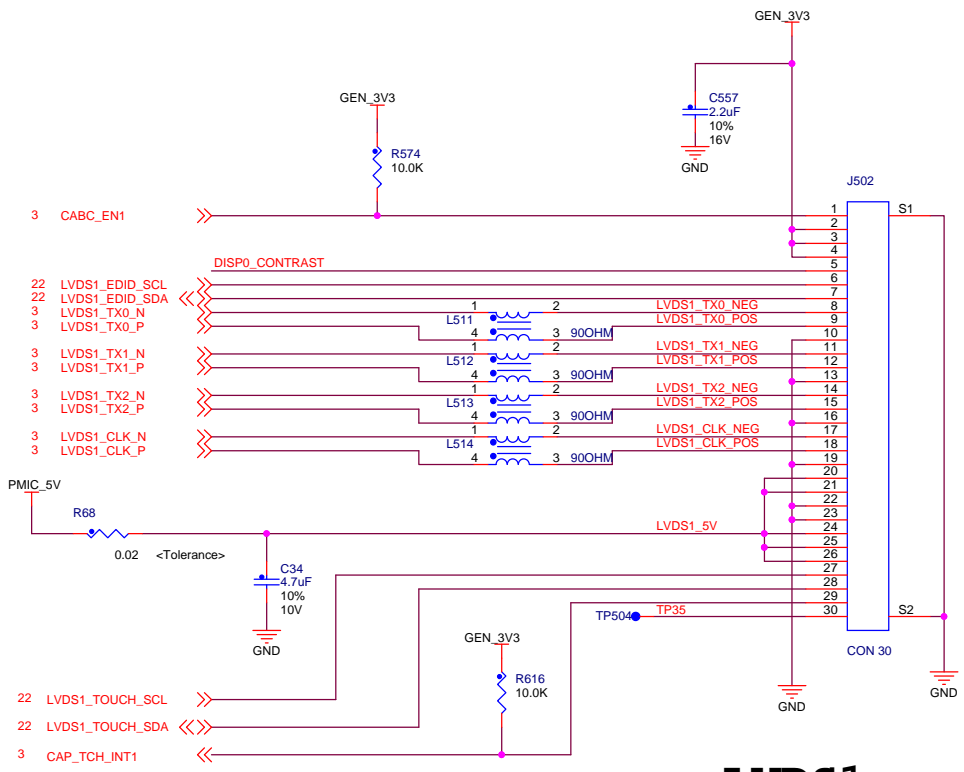 GEN_3V3
C557
2.2uF
10%
16V
GND
GEN_3V3
R574
10.0K
J502
3 CABC_EN1
1 S1
2
3
4
DISP0_CONTRAST 5
22 LVDS1_EDID_SCL 6
22 LVDS1_EDID_SDA 7
3 LVDS1_TX0_N 1 2 LVDS1_TX0_NEG 8
3 LVDS1_TX0_P L511 4 3 90OHM LVDS1_TX0_POS 9
10
3 LVDS1_TX1_N 1 2 LVDS1_TX1_NEG 11
3 LVDS1_TX1_P L512 4 3 90OHM LVDS1_TX1_POS 12
13
3 LVDS1_TX2_N 1 2 LVDS1_TX2_NEG 14
3 LVDS1_TX2_P L513 4 3 90OHM LVDS1_TX2_POS 15
16
3 LVDS1_CLK_N 1 2 LVDS1_CLK_NEG 17
3 LVDS1_CLK_P L514 4 3 90OHM LVDS1_CLK_POS 18
19
20
21
22
23
PMIC_5V
R68
0.02 <Tolerance>
LVDS1_5V 24
25
26
27
28
29
C34
4.7uF
10%
10V
GND
TP504 TP35 30 S2
CON 30
GEN_3V3
R616
10.0K
GND
GND
22 LVDS1_TOUCH_SCL
22 LVDS1_TOUCH_SDA
3 CAP_TCH_INT1